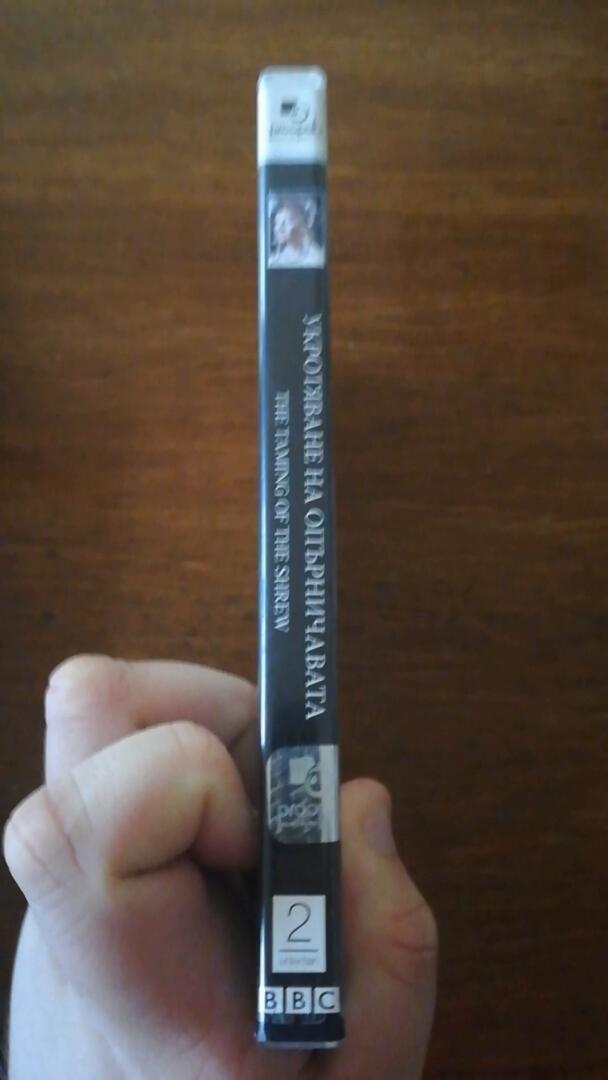 УКРОТЯВАНЕ НА ОПЪРНИЧАВАТА
THE TAMING OF THE SHREW
2
BBC